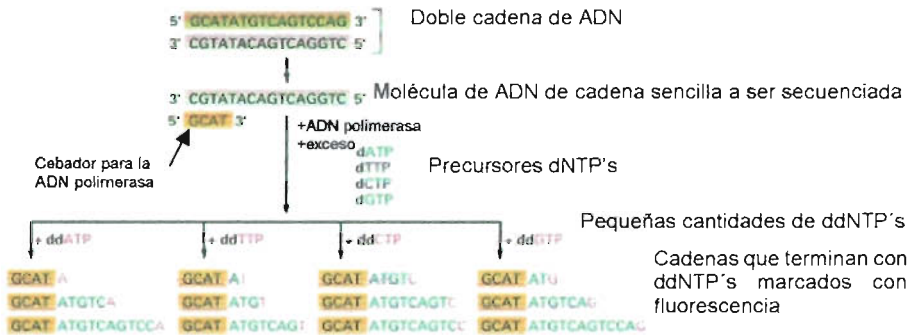 5' GCATATGTCAGTCCAG 3'
Doble cadena de ADN
3' CGTATACAGTCAGGTC 5'
3' CGTATACAGTCAGGTC 5'
Molécula de ADN de cadena sencilla a ser secuenciada
5' GCAT 3'
+ADN polimerasa
+exceso
dATP
dTTP
dCTP
dGTP
Cebador para la
ADN polimerasa
Precursores dNTP's
Pequeñas cantidades de ddNTP´s
+ ddATP
+ ddTTP
+ ddCTP
+ ddGTP
Cadenas que terminan con
ddNTP´s marcados con
fluorescencia
GCAT A
GCAT AT
GCAT ATGTC
GCAT ATG
GCAT ATGTCA
GCAT ATGT
GCAT ATGTCAGTC
GCAT ATGTCAG
GCAT ATGTCAGTCCA
GCAT ATGTCAGT
GCAT ATGTCAGTCC
GCAT ATGTCAGTCCAG